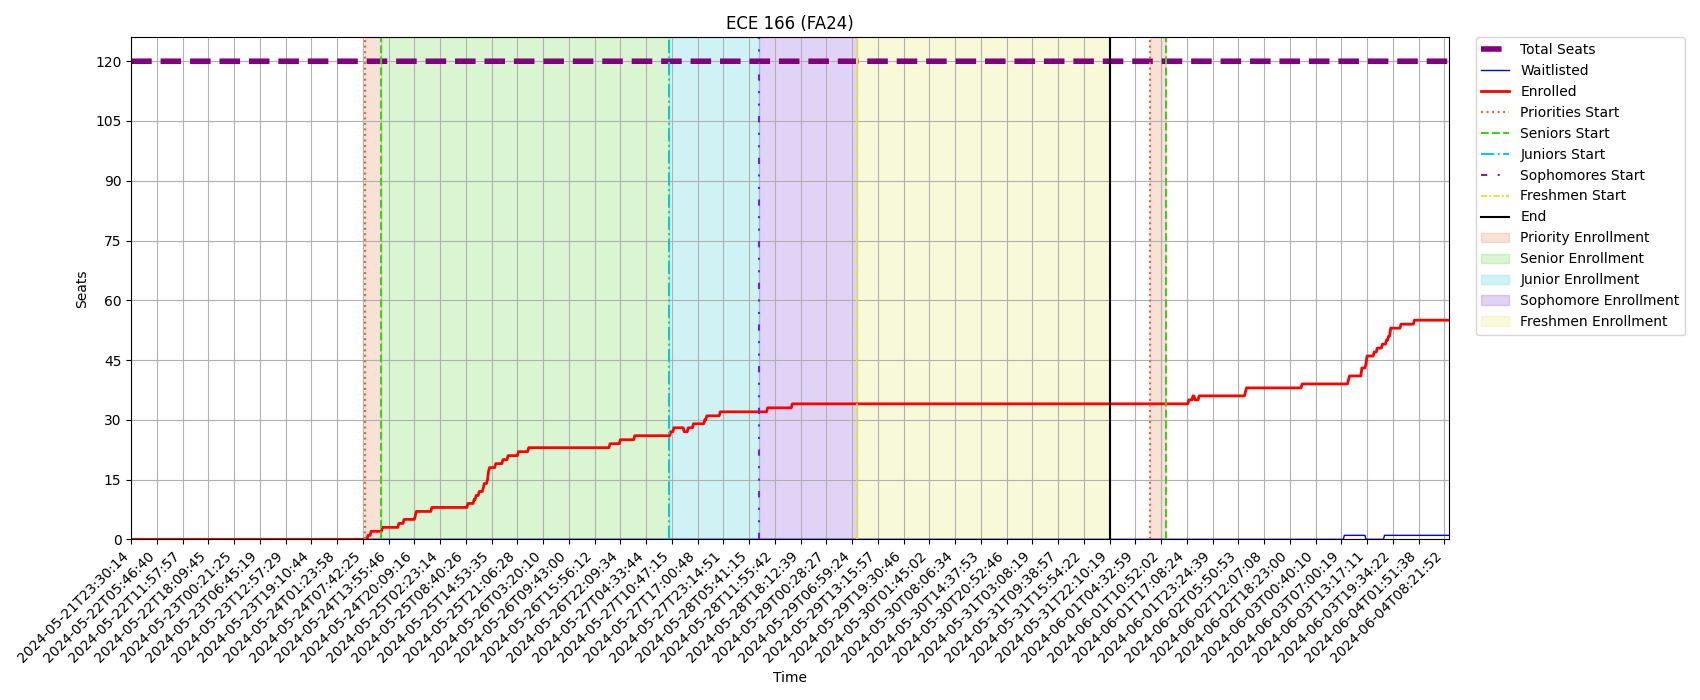 ECE 166 (FA24)
Seats
120
105
90
75
60
45
30
15
0
2024-05-21T23:30:14
2024-05-22T05:46:40
2024-05-22T11:57:57
2024-05-22T18:09:45
2024-05-23T00:21:25
2024-05-23T06:45:19
2024-05-23T12:57:29
2024-05-23T19:10:44
2024-05-24T01:23:58
2024-05-24T07:42:25
2024-05-24T13:55:46
2024-05-24T20:09:16
2024-05-25T02:23:14
2024-05-25T08:40:26
2024-05-25T14:53:35
2024-05-25T21:06:28
2024-05-26T03:20:10
2024-05-26T09:43:00
2024-05-26T15:56:12
2024-05-26T22:09:34
2024-05-27T04:33:44
2024-05-27T10:47:15
2024-05-27T17:00:48
2024-05-27T23:14:51
2024-05-28T05:41:15
2024-05-28T11:55:42
2024-05-28T18:12:39
2024-05-29T00:28:27
2024-05-29T06:59:24
2024-05-29T13:15:57
2024-05-29T19:30:46
2024-05-30T01:45:02
2024-05-30T08:06:34
2024-05-30T14:37:53
2024-05-30T20:52:46
2024-05-31T03:08:19
2024-05-31T09:38:57
2024-05-31T15:54:22
2024-05-31T22:10:19
2024-06-01T04:32:59
2024-06-01T10:52:02
2024-06-01T17:08:24
2024-06-01T23:24:39
2024-06-02T05:50:53
2024-06-02T12:07:08
2024-06-02T18:23:00
2024-06-03T00:40:10
2024-06-03T07:00:19
2024-06-03T13:17:11
2024-06-03T19:34:22
2024-06-04T01:51:38
2024-06-04T08:21:52
Time
Total Seats
Waitlisted
Enrolled
Priorities Start
Seniors Start
Juniors Start
Sophomores Start
Freshmen Start
End
Priority Enrollment
Senior Enrollment
Junior Enrollment
Sophomore Enrollment
Freshmen Enrollment